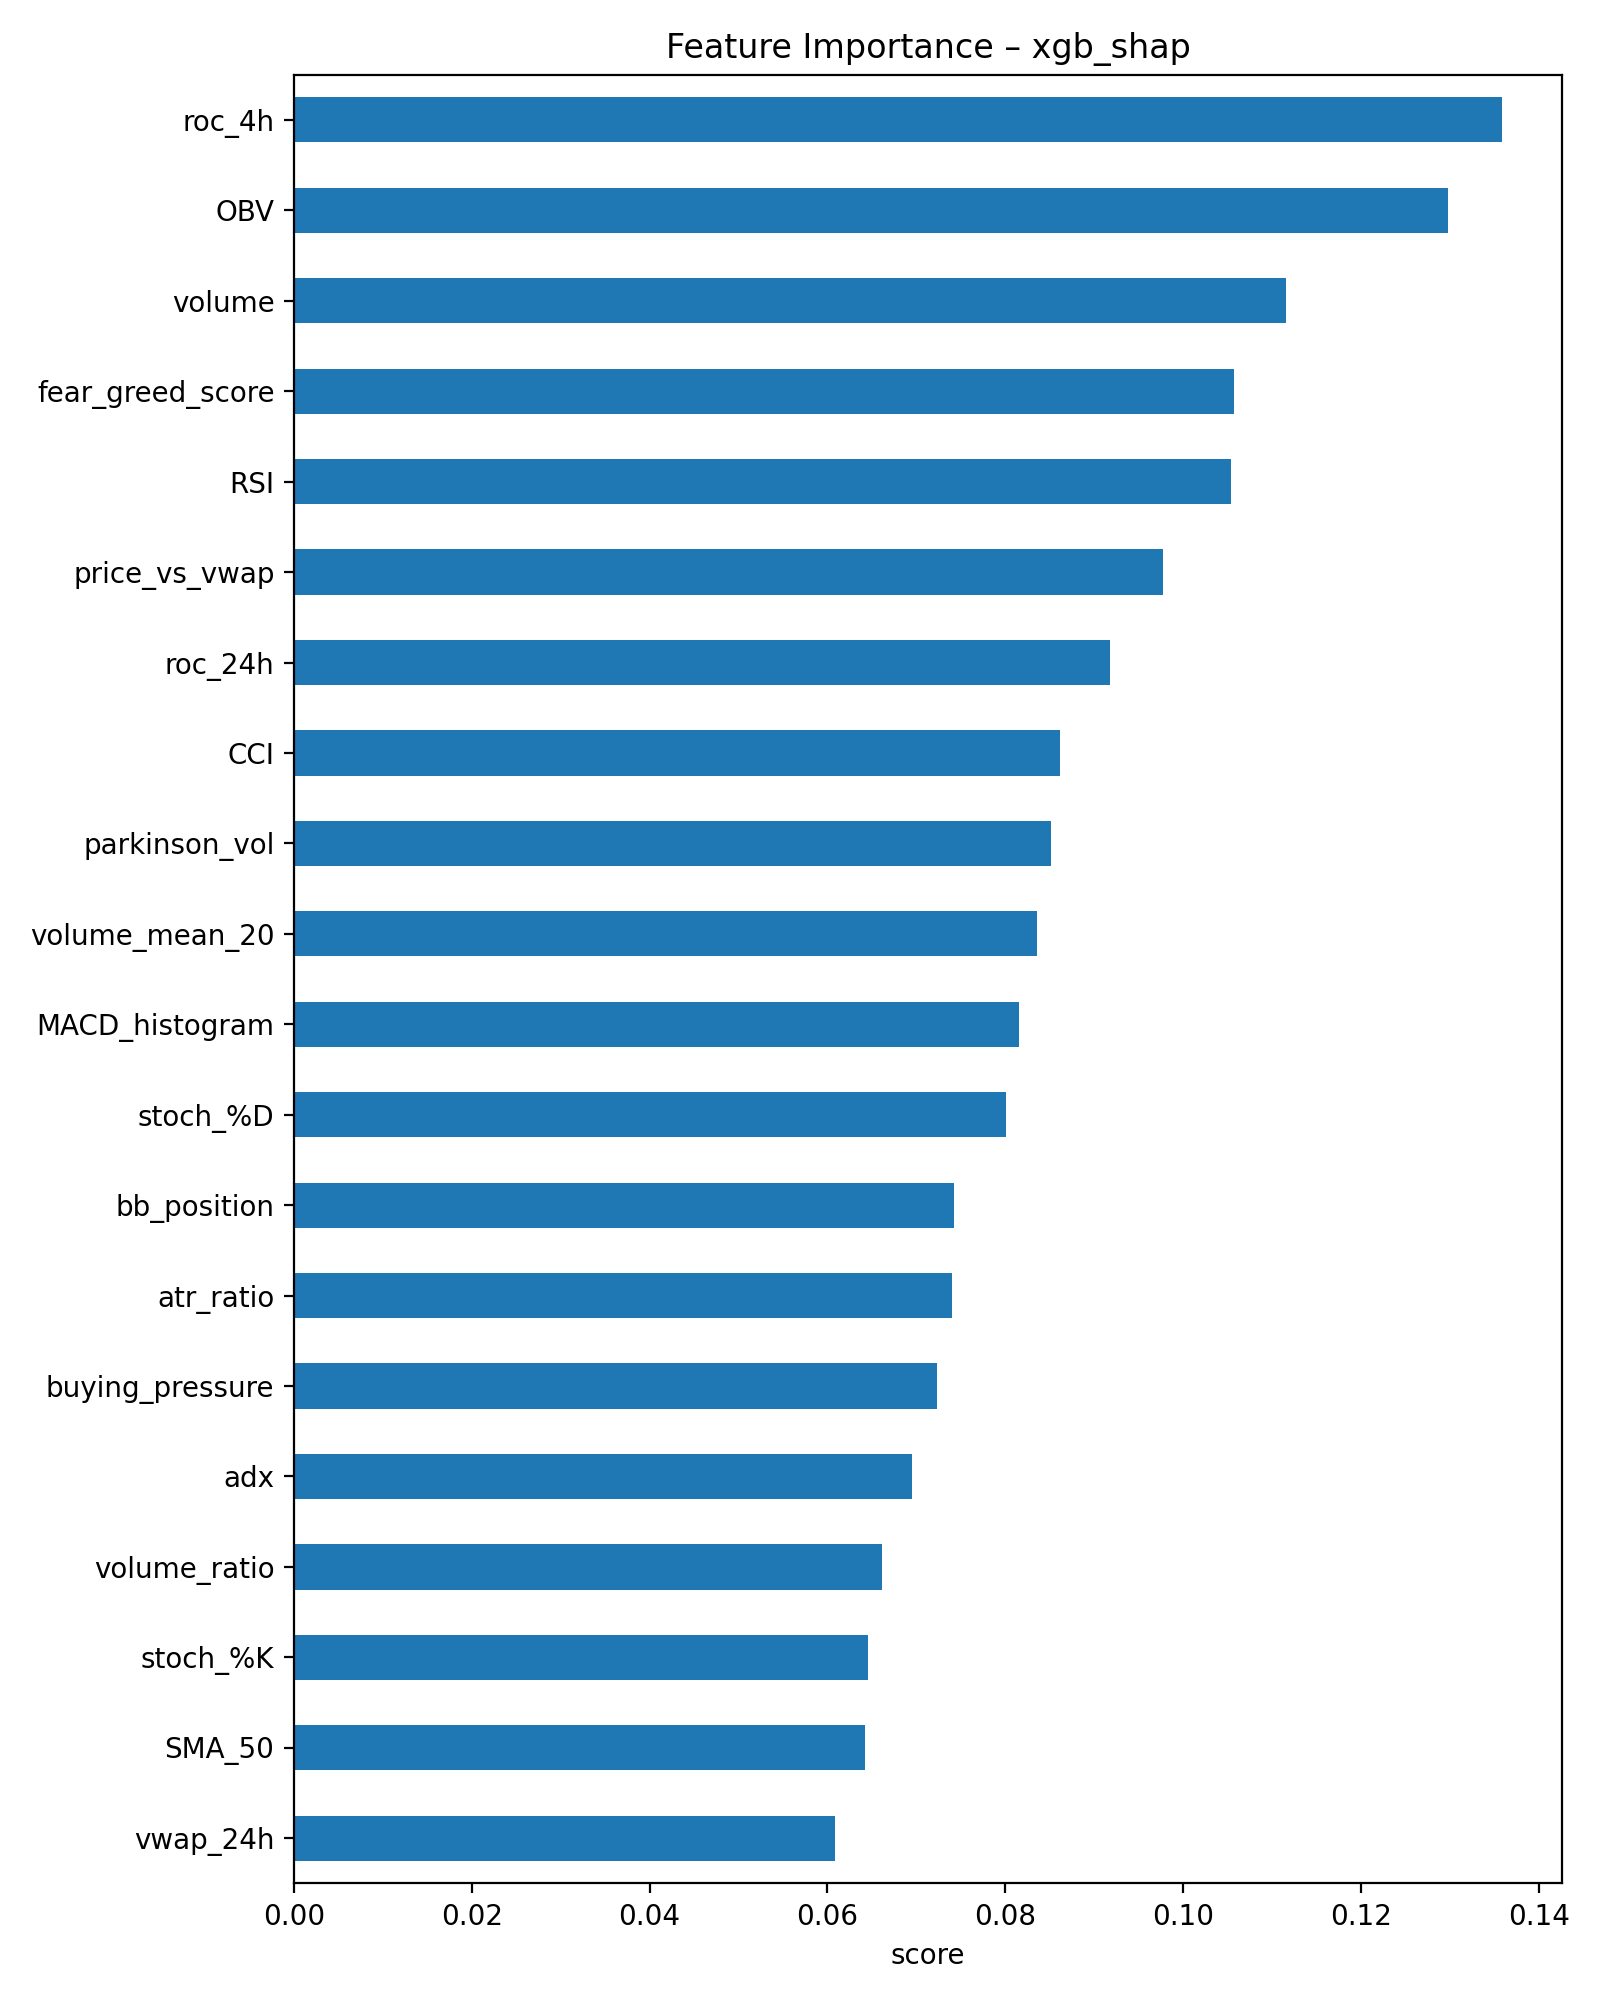 Feature Importance – xgb_shap
roc_4h
OBV
volume
fear_greed_score
RSI
price_vs_vwap
roc_24h
CCI
parkinson_vol
volume_mean_20
MACD_histogram
stoch_%D
bb_position
atr_ratio
buying_pressure
adx
volume_ratio
stoch_%K
SMA_50
vwap_24h
0.00 0.02 0.04 0.06 0.08 0.10 0.12 0.14
score